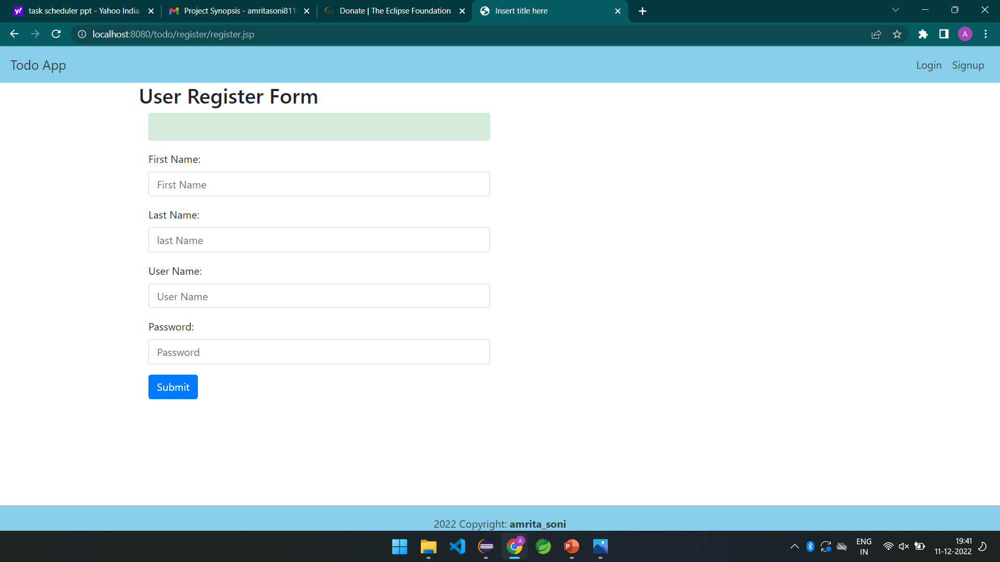 task scheduler ppt - Yahoo India
Project Synopsis - amritasoni811
Donate | The Eclipse Foundation
Insert title here
localhost:8080/todo/register/register.jsp
A
Todo App
Login
Signup
User Register Form
First Name:
First Name
Last Name:
last Name
User Name:
User Name
Password:
Password
Submit
2022 Copyright: amrita_soni
A
P
ENG
IN
19:41
11-12-2022